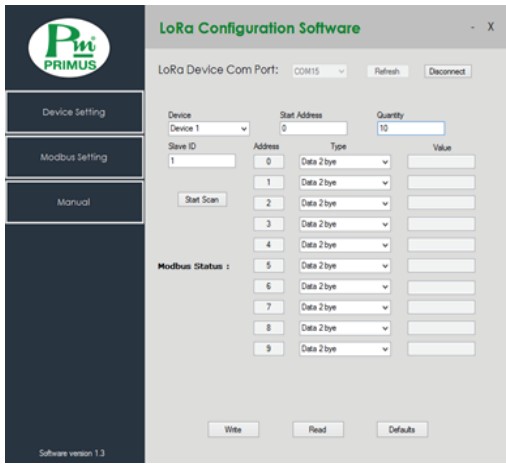 Pm
PRIMUS
LoRa Configuration Software - X
LoRa Device Com Port: COM15 Refresh Disconnect
Device Setting
Modbus Setting
Manual
Device Start Address Quantity
Device 1 0 10
Slave ID Address Type Value
1 0 Data 2 bye
1 Data 2 bye
Start Scan 2 Data 2 bye
3 Data 2 bye
4 Data 2 bye
Modbus Status : 5 Data 2 bye
6 Data 2 bye
7 Data 2 bye
8 Data 2 bye
9 Data 2 bye
Write Read Defaults
Software version 1.3